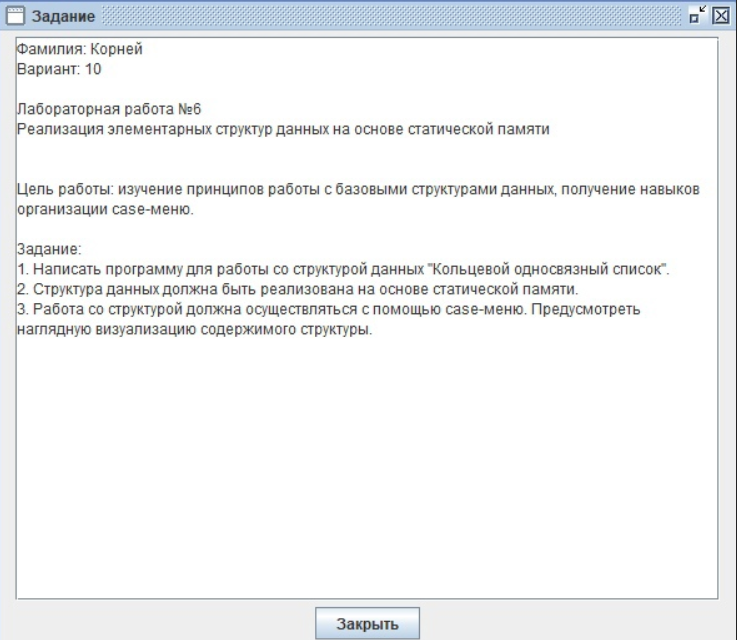 Задание
Фамилия: Корней
Вариант: 10
Лабораторная работа №6
Реализация элементарных структур данных на основе статической памяти
Цель работы: изучение принципов работы с базовыми структурами данных, получение навыков
организации case-меню.
Задание:
1. Написать программу для работы со структурой данных "Кольцевой односвязный список".
2. Структура данных должна быть реализована на основе статической памяти.
3. Работа со структурой должна осуществляться с помощью case-меню. Предусмотреть
наглядную визуализацию содержимого структуры.
Закрыть